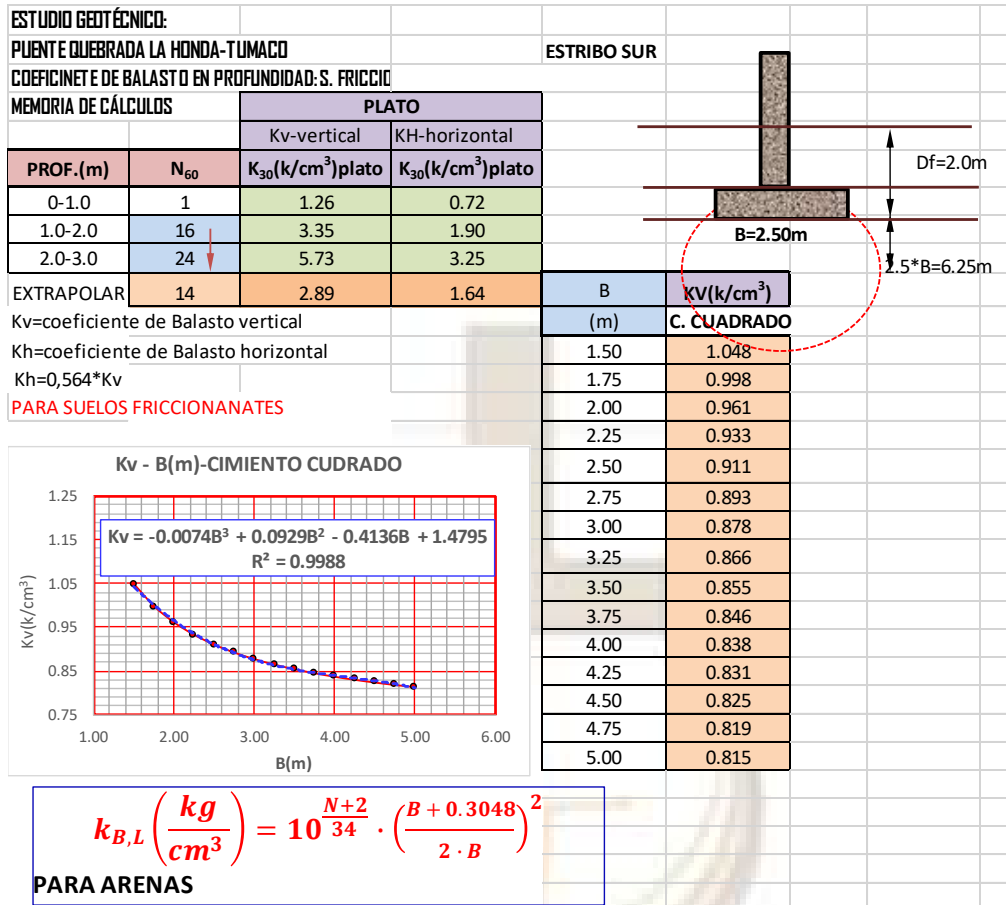 ESTUDIO GEOTÉCNICO:
PUENTE QUEBRADA LA HONDA-TUMACO
ESTRIBO SUR
COEFICINETE DE BALASTO EN PROFUNDIDAD: S. FRICCIO
MEMORIA DE CÁLCULOS PLATO
Kv-vertical KH-horizontal
PROF.(m) N60 K30(k/cm³)plato K30(k/cm³)plato
0-1.0 1 1.26 0.72
1.0-2.0 16 3.35 1.90
2.0-3.0 24 5.73 3.25
EXTRAPOLAR 14 2.89 1.64
Df=2.0m
B=2.50m
2.5*B=6.25m
Kv=coeficiente de Balasto vertical
Kh=coeficiente de Balasto horizontal
Kh=0,564*Kv
PARA SUELOS FRICCIONANATES
B KV(k/cm³)
(m) C. CUADRADO
1.50 1.048
1.75 0.998
2.00 0.961
2.25 0.933
2.50 0.911
2.75 0.893
3.00 0.878
3.25 0.866
3.50 0.855
3.75 0.846
4.00 0.838
4.25 0.831
4.50 0.825
4.75 0.819
5.00 0.815
Kv - B(m)-CIMIENTO CUDRADO
Kv = -0.0074B³ + 0.0929B² - 0.4136B + 1.4795
R² = 0.9988
Kv(k/cm³)
1.25
1.15
1.05
0.95
0.85
0.75
1.00 2.00 3.00 4.00 5.00 6.00
B(m)
k_{B,L} (kg/cm³) = 10^{(N+2)/34} · ((B + 0.3048)/(2 · B))²
PARA ARENAS